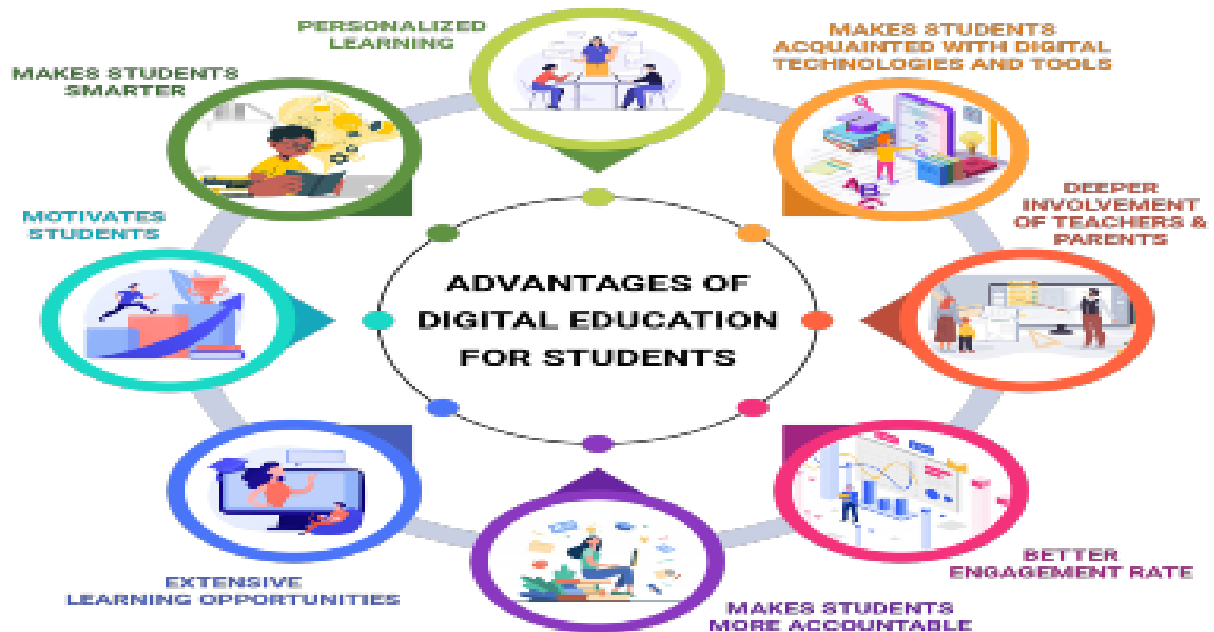 PERSONALIZED
LEARNING
MAKES STUDENTS
ACQUAINTED WITH DIGITAL
TECHNOLOGIES AND TOOLS
DEEPER
INVOLVEMENT
OF TEACHERS &
PARENTS
BETTER
ENGAGEMENT RATE
MAKES STUDENTS
MORE ACCOUNTABLE
EXTENSIVE
LEARNING OPPORTUNITIES
MOTIVATES
STUDENTS
MAKES STUDENTS
SMARTER
ADVANTAGES OF
DIGITAL EDUCATION
FOR STUDENTS
ABC